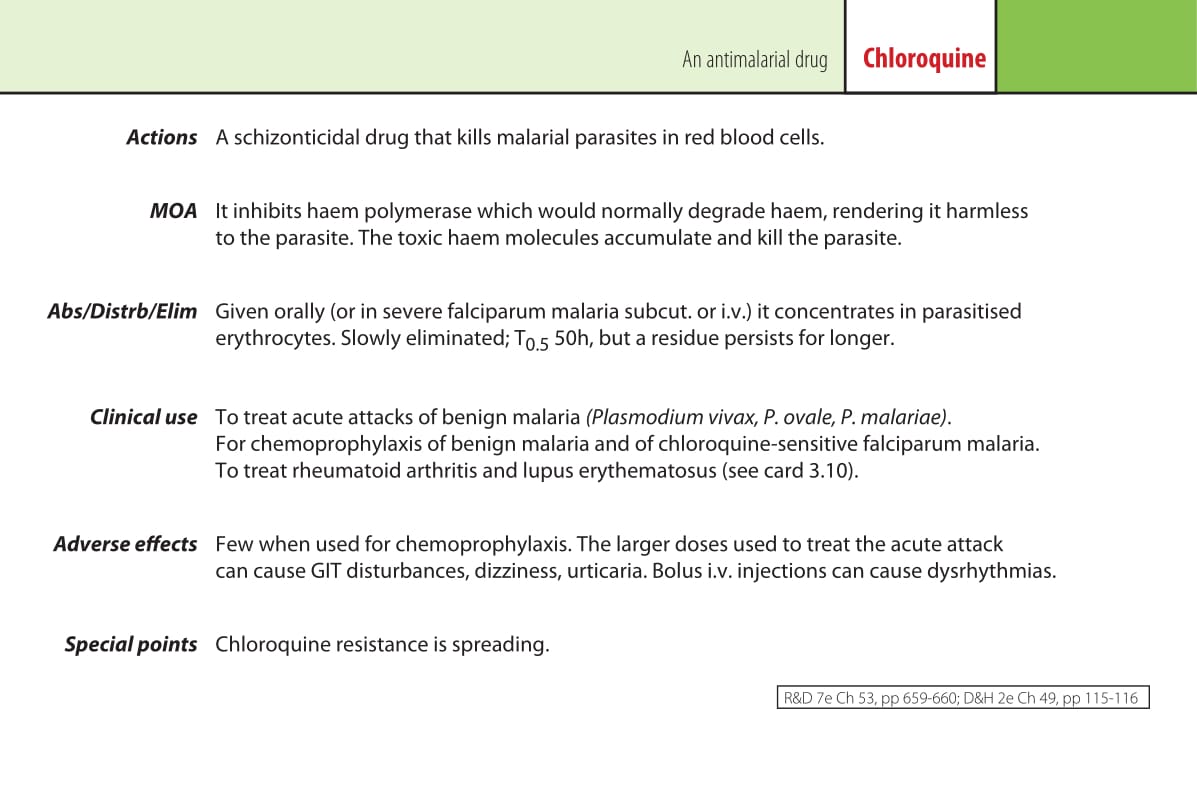 An antimalarial drug Chloroquine
Actions A schizonticidal drug that kills malarial parasites in red blood cells.
MOA It inhibits haem polymerase which would normally degrade haem, rendering it harmless
to the parasite. The toxic haem molecules accumulate and kill the parasite.
Abs/Distrb/Elim Given orally (or in severe falciparum malaria subcut. or i.v.) it concentrates in parasitised
erythrocytes. Slowly eliminated; T0.5 50h, but a residue persists for longer.
Clinical use To treat acute attacks of benign malaria (Plasmodium vivax, P. ovale, P. malariae).
For chemoprophylaxis of benign malaria and of chloroquine-sensitive falciparum malaria.
To treat rheumatoid arthritis and lupus erythematosus (see card 3.10).
Adverse effects Few when used for chemoprophylaxis. The larger doses used to treat the acute attack
can cause GIT disturbances, dizziness, urticaria. Bolus i.v. injections can cause dysrhythmias.
Special points Chloroquine resistance is spreading.
R&D 7e Ch 53, pp 659-660; D&H 2e Ch 49, pp 115-116